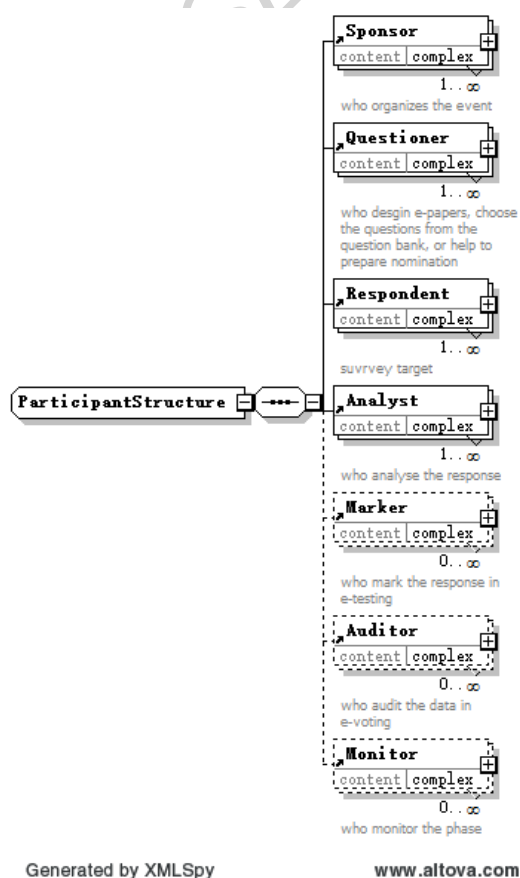 Sponsor
content complex
1..∞
who organizes the event
Questioner
content complex
1..∞
who desgin e-papers, choose
the questions from the
question bank, or help to
prepare nomination
Respondent
content complex
1..∞
suvrvey target
ParticipantStructure
Analyst
content complex
1..∞
who analyse the response
Marker
content complex
0..∞
who mark the response in
e-testing
Auditor
content complex
0..∞
who audit the data in
e-voting
Monitor
content complex
0..∞
who monitor the phase
Generated by XMLSpy www.altova.com